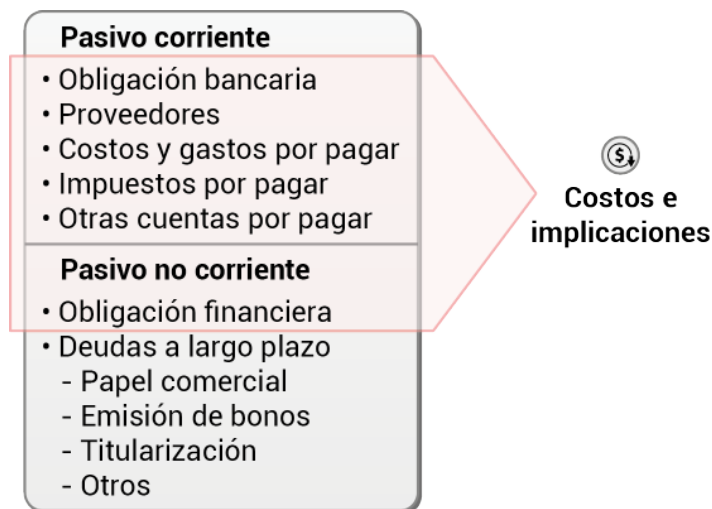 Pasivo corriente
• Obligación bancaria
• Proveedores
• Costos y gastos por pagar
• Impuestos por pagar
• Otras cuentas por pagar
Pasivo no corriente
• Obligación financiera
• Deudas a largo plazo
- Papel comercial
- Emisión de bonos
- Titularización
- Otros
$
Costos e
implicaciones